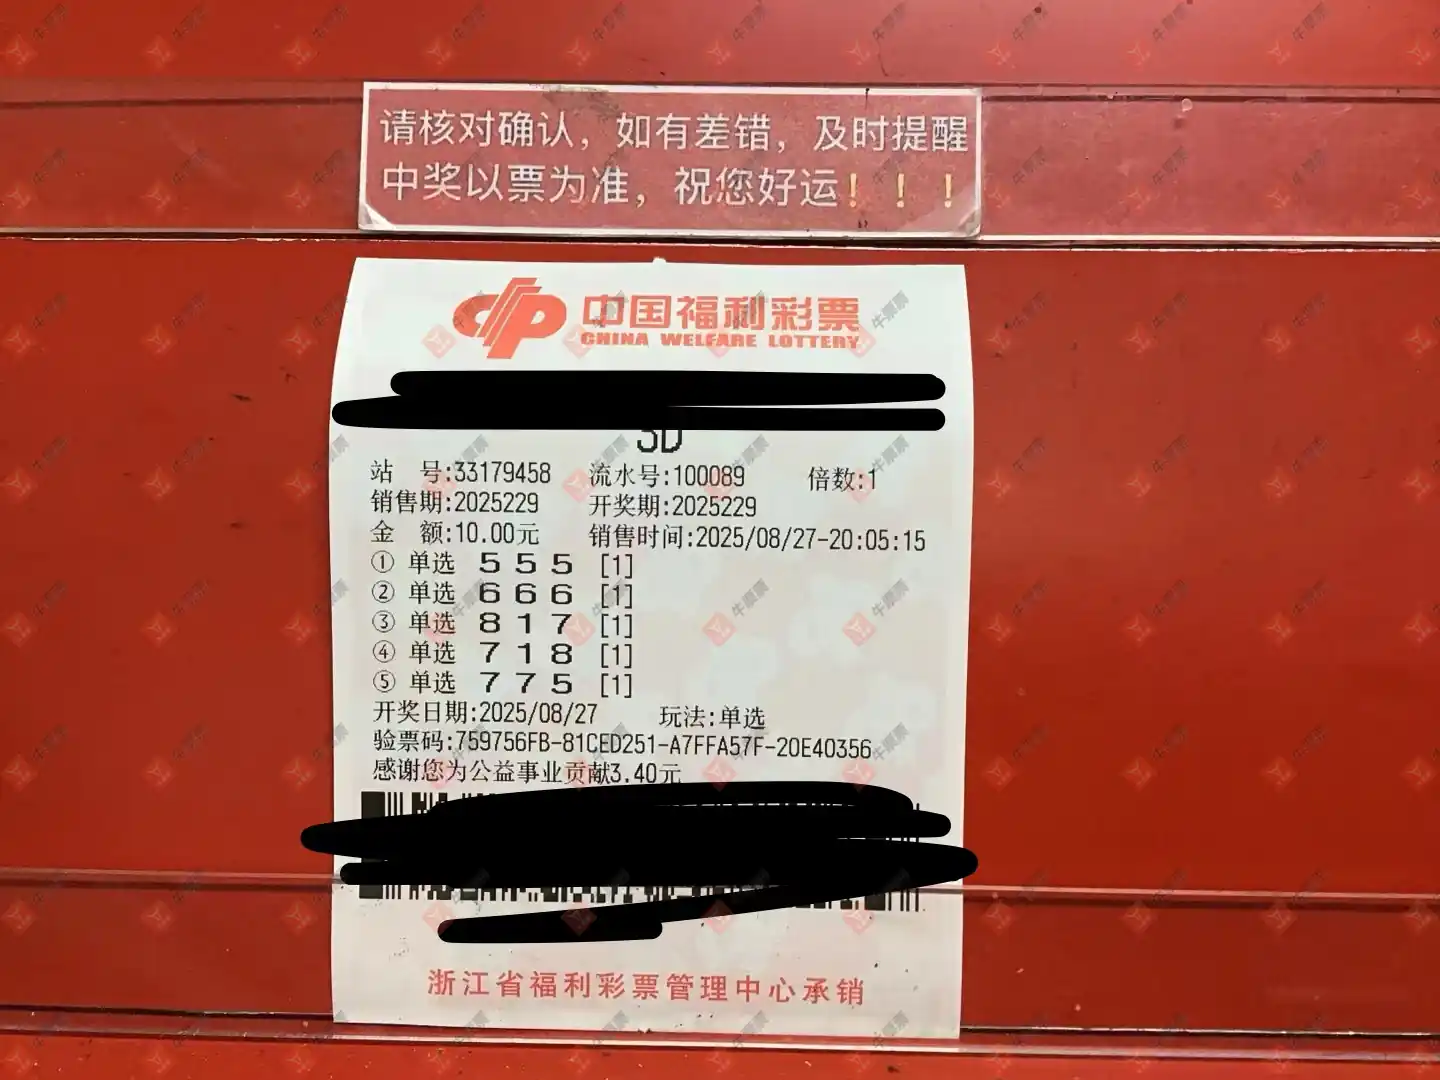 请核对确认，如有差错，及时提醒
中奖以票为准，祝您好运！！！
中国福利彩票
CHINA WELFARE LOTTERY
3D
站 号:33179458 流水号:100089 倍数:1
销售期:2025229 开奖期:2025229
金 额:10.00元 销售时间:2025/08/27-20:05:15
① 单选 5 5 5 [1]
② 单选 6 6 6 [1]
③ 单选 8 1 7 [1]
④ 单选 7 1 8 [1]
⑤ 单选 7 7 5 [1]
开奖日期:2025/08/27 玩法:单选
验票码:759756FB-81CED251-A7FFA57F-20E40356
感谢您为公益事业贡献3.40元
浙江省福利彩票管理中心承销